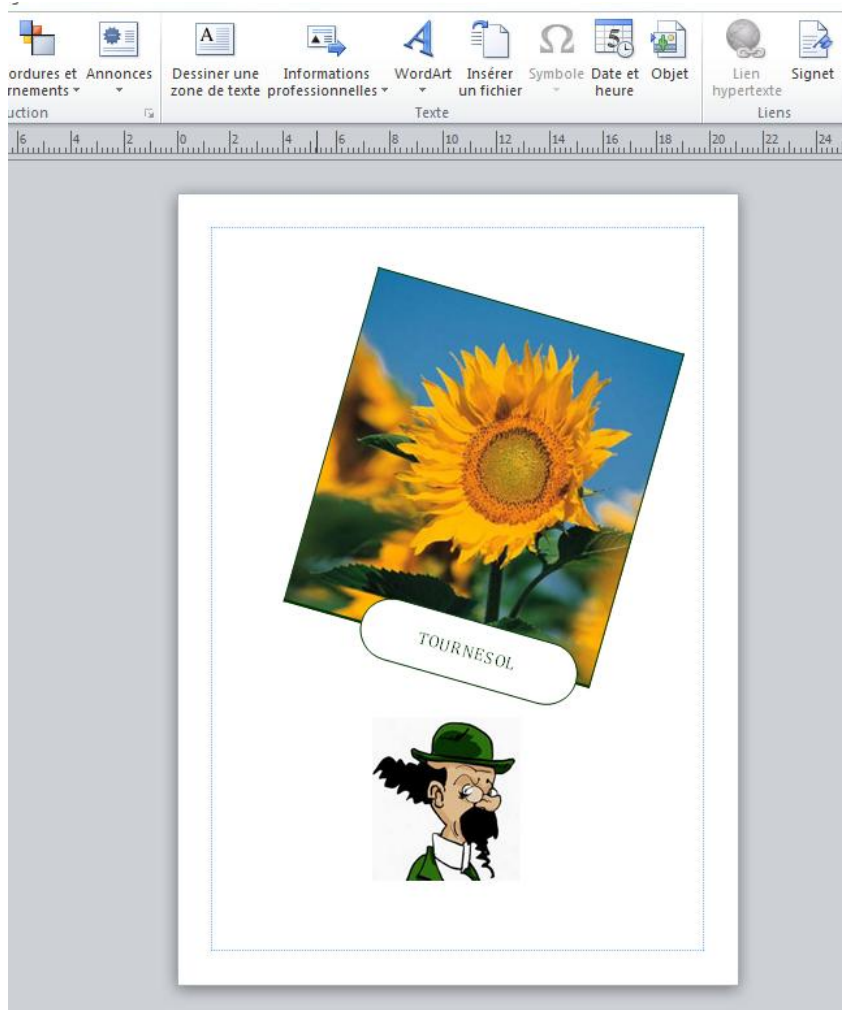 ordures et Annonces Dessiner une Informations WordArt Insérer Symbole Date et Objet Lien Signet
rnements zone de texte professionnelles un fichier heure hypertexte
uction Texte Liens
6 4 2 0 2 4 6 8 10 12 14 16 18 20 22 24
TOURNESOL